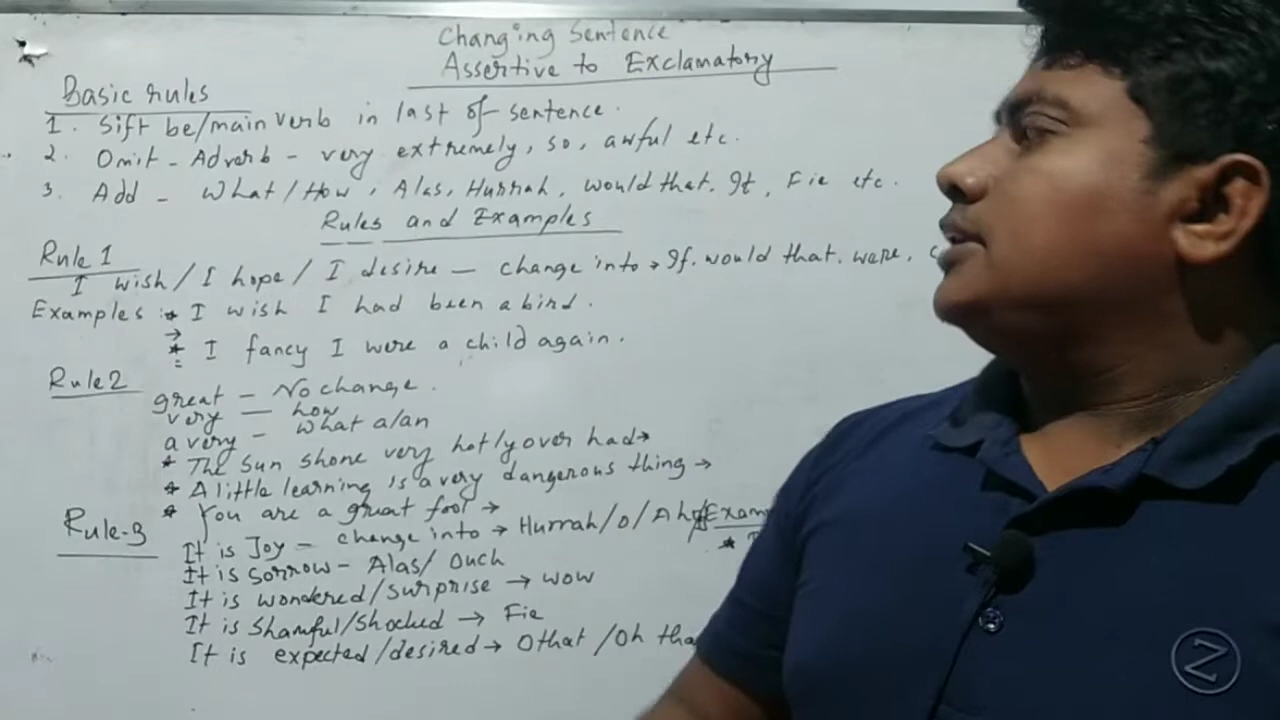 Changing Sentence
Assertive to Exclamatory
Basic rules
1. Sift be/main verb in last of sentence.
2. Omit - Adverb - very extremely, so, awful etc.
3. Add - What/How, Alas, Hurrah, would that. If, Fie etc.
Rules and Examples
Rule 1
I wish/I hope/I desire - change into → If. would that. were,
Examples :* I wish I had been a bird.
→
* I fancy I were a child again.
Rule 2
great - No change.
very - how
a very - What a/an
* The Sun shone very hot/yover had→
* A little learning is a very dangerous thing →
* You are a great fool →
Rule-3
It is Joy - change into → Hurrah/O/Ah
It is Sorrow - Alas/Ouch
It is wondered/surprise → wow
It is Shamful/Shocked → Fie
It is expected/desired → Othat/Oh
Z